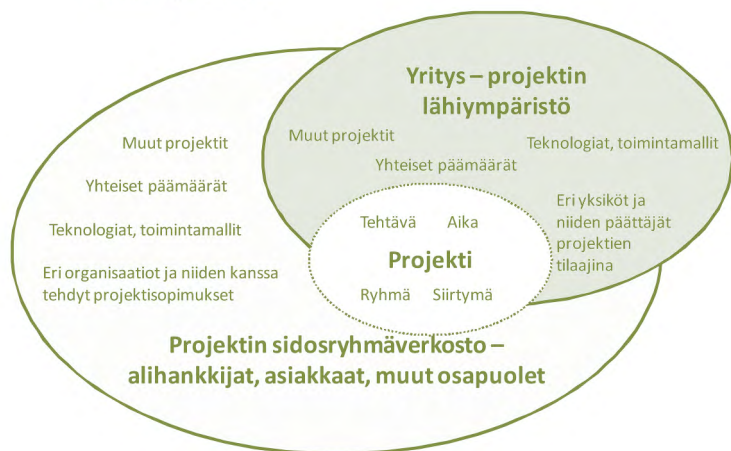 Yritys – projektin
lähiympäristö
Muut projektit
Teknologiat, toimintamallit
Yhteiset päämäärät
Eri yksiköt ja
niiden päättäjät
projektien
tilaajina
Muut projektit
Yhteiset päämäärät
Teknologiat, toimintamallit
Eri organisaatiot ja niiden kanssa
tehdyt projektisopimukset
Tehtävä Aika
Projekti
Ryhmä Siirtymä
Projektin sidosryhmäverkosto –
alihankkijat, asiakkaat, muut osapuolet